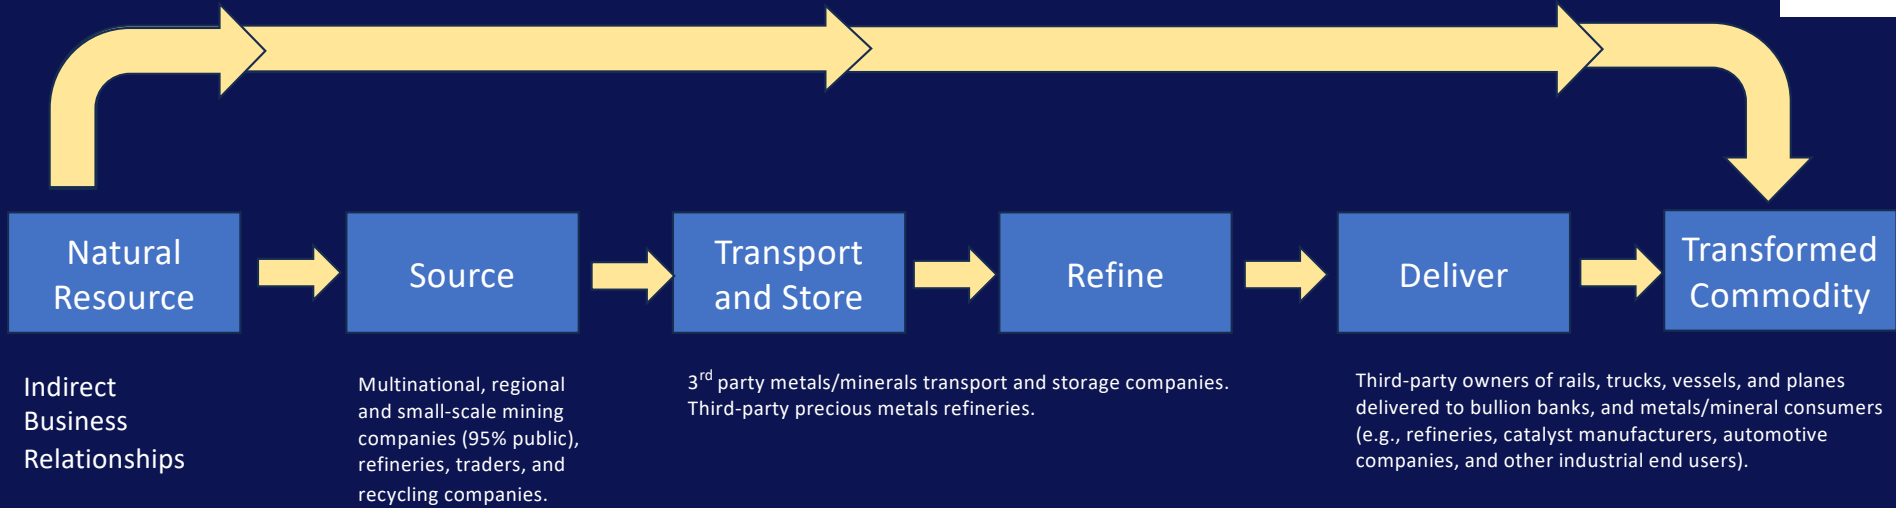 Natural
Resource
Source
Transport
and Store
Refine
Deliver
Transformed
Commodity
Indirect
Business
Relationships
Multinational, regional
and small-scale mining
companies (95% public),
refineries, traders, and
recycling companies.
3rd party metals/minerals transport and storage companies.
Third-party precious metals refineries.
Third-party owners of rails, trucks, vessels, and planes
delivered to bullion banks, and metals/mineral consumers
(e.g., refineries, catalyst manufacturers, automotive
companies, and other industrial end users).